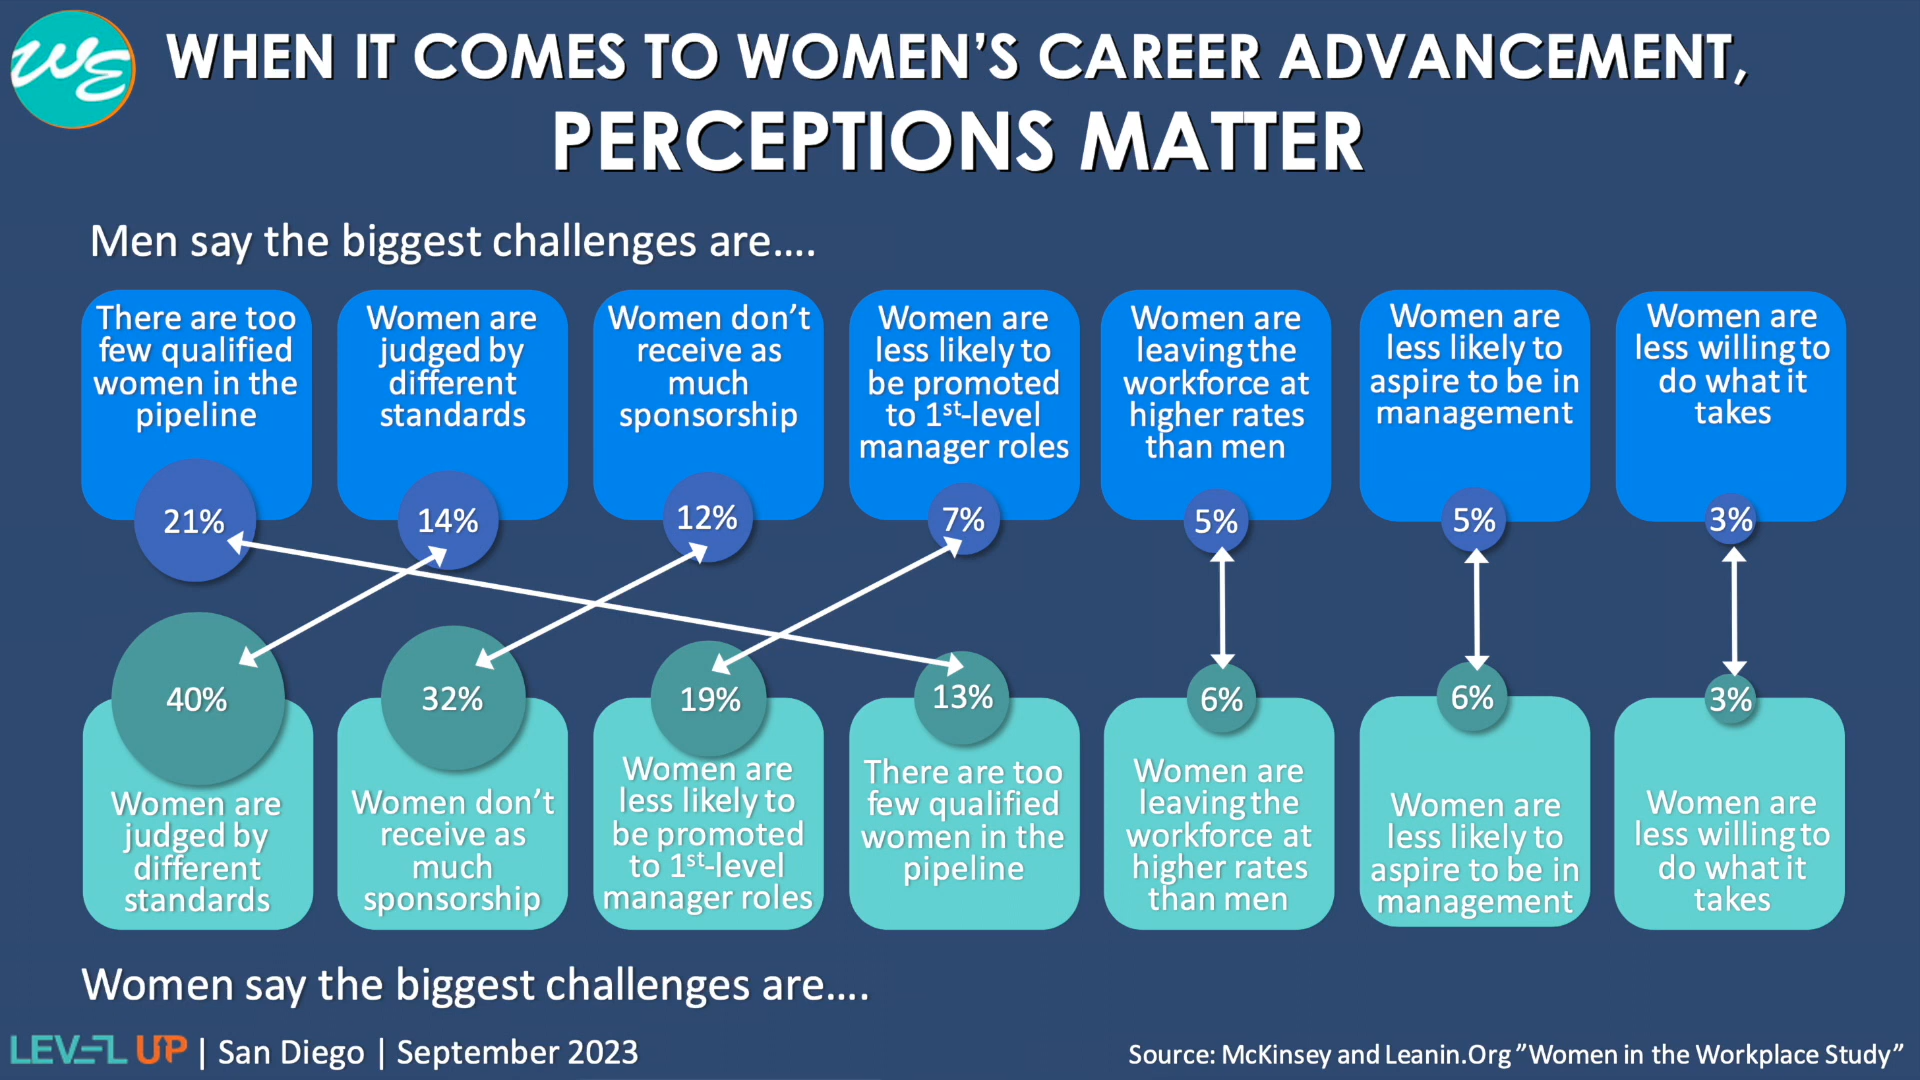 WE
WHEN IT COMES TO WOMEN'S CAREER ADVANCEMENT,
PERCEPTIONS MATTER
Men say the biggest challenges are....
There are too
few qualified
women in the
pipeline
21%
Women are
judged by
different
standards
14%
Women don't
receive as
much
sponsorship
12%
Women are
less likely to
be promoted
to 1st-level
manager roles
7%
Women are
leaving the
workforce at
higher rates
than men
5%
Women are
less likely to
aspire to be in
management
5%
Women are
less willing to
do what it
takes
3%
40%
Women are
judged by
different
standards
32%
Women don't
receive as
much
sponsorship
19%
Women are
less likely to
be promoted
to 1st-level
manager roles
13%
There are too
few qualified
women in the
pipeline
6%
Women are
leaving the
workforce at
higher rates
than men
6%
Women are
less likely to
aspire to be in
management
3%
Women are
less willing to
do what it
takes
Women say the biggest challenges are....
LEVEL UP | San Diego | September 2023
Source: McKinsey and Leanin.Org "Women in the Workplace Study"